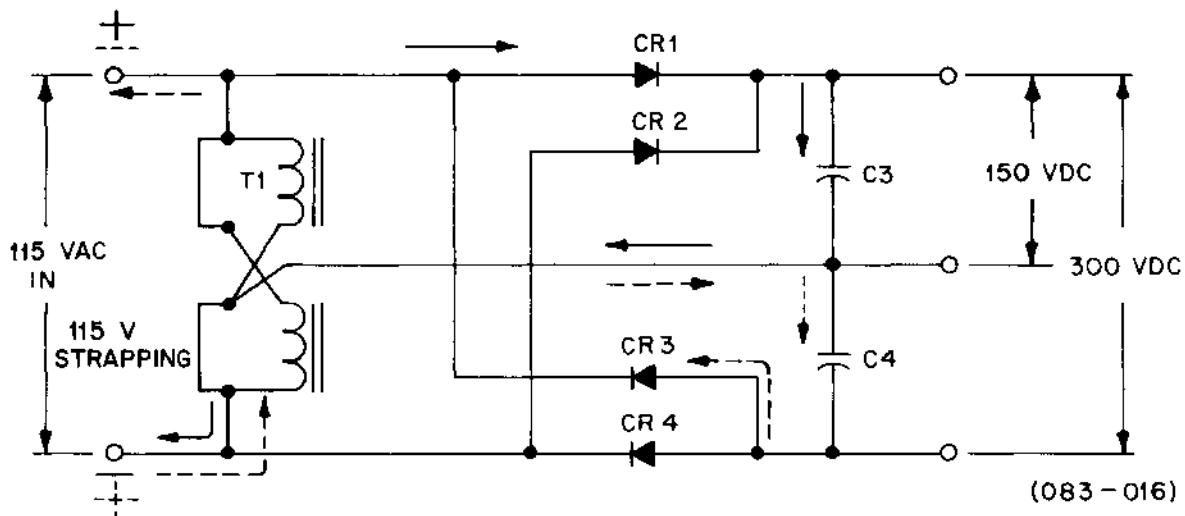 +
CR1
CR 2
T1
C3
150 VDC
115 VAC
IN
300 VDC
115 V
STRAPPING
CR 3
C4
CR 4
(083-016)